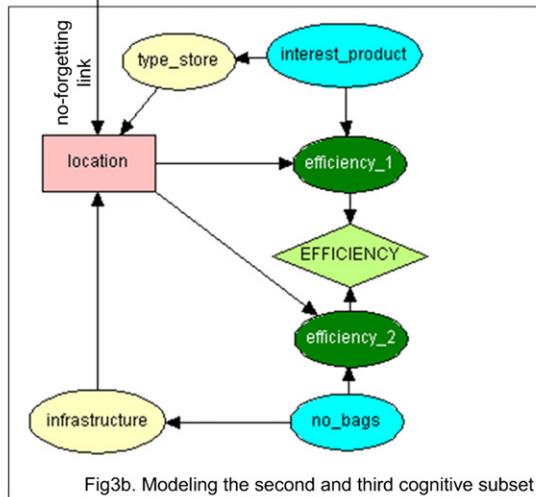 no-forgetting
link
type_store
interest_product
location
efficiency_1
EFFICIENCY
efficiency_2
infrastructure
no_bags
Fig3b. Modeling the second and third cognitive subset